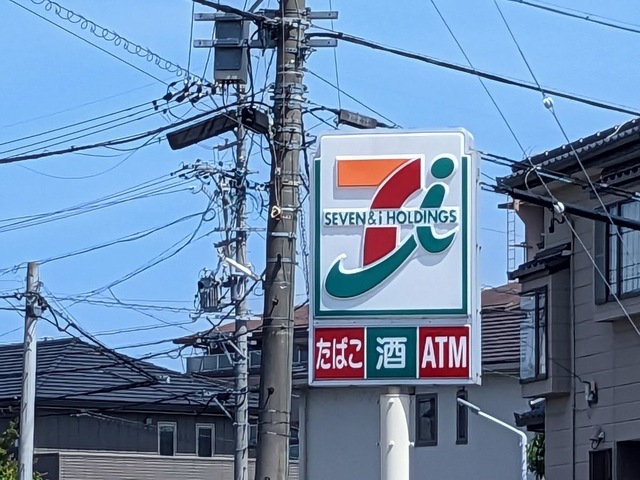 SEVEN & i HOLDINGS
たばこ 酒 ATM